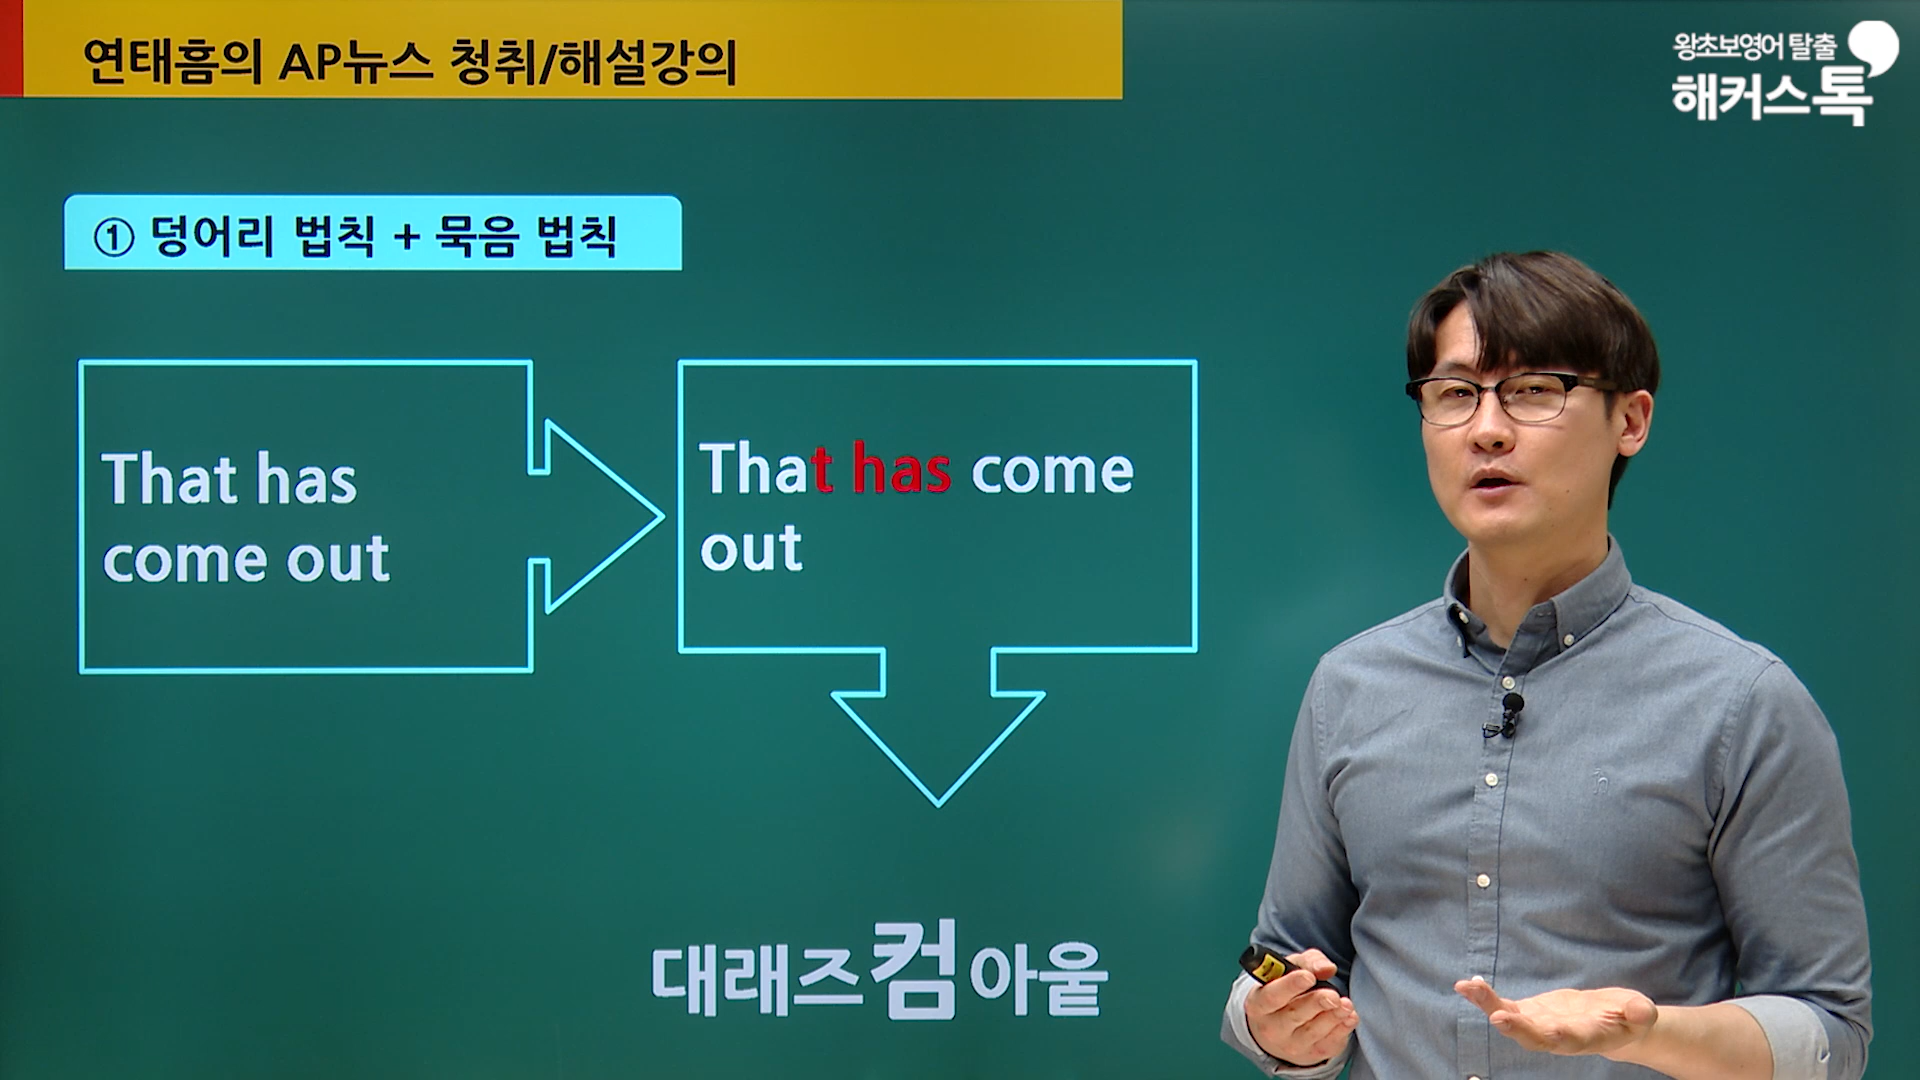 연태흠의 AP뉴스 청취/해설강의
왕초보영어 탈출
해커스톡
① 덩어리 법칙 + 묵음 법칙
That has
come out
That has come
out
대래즈컴아웉